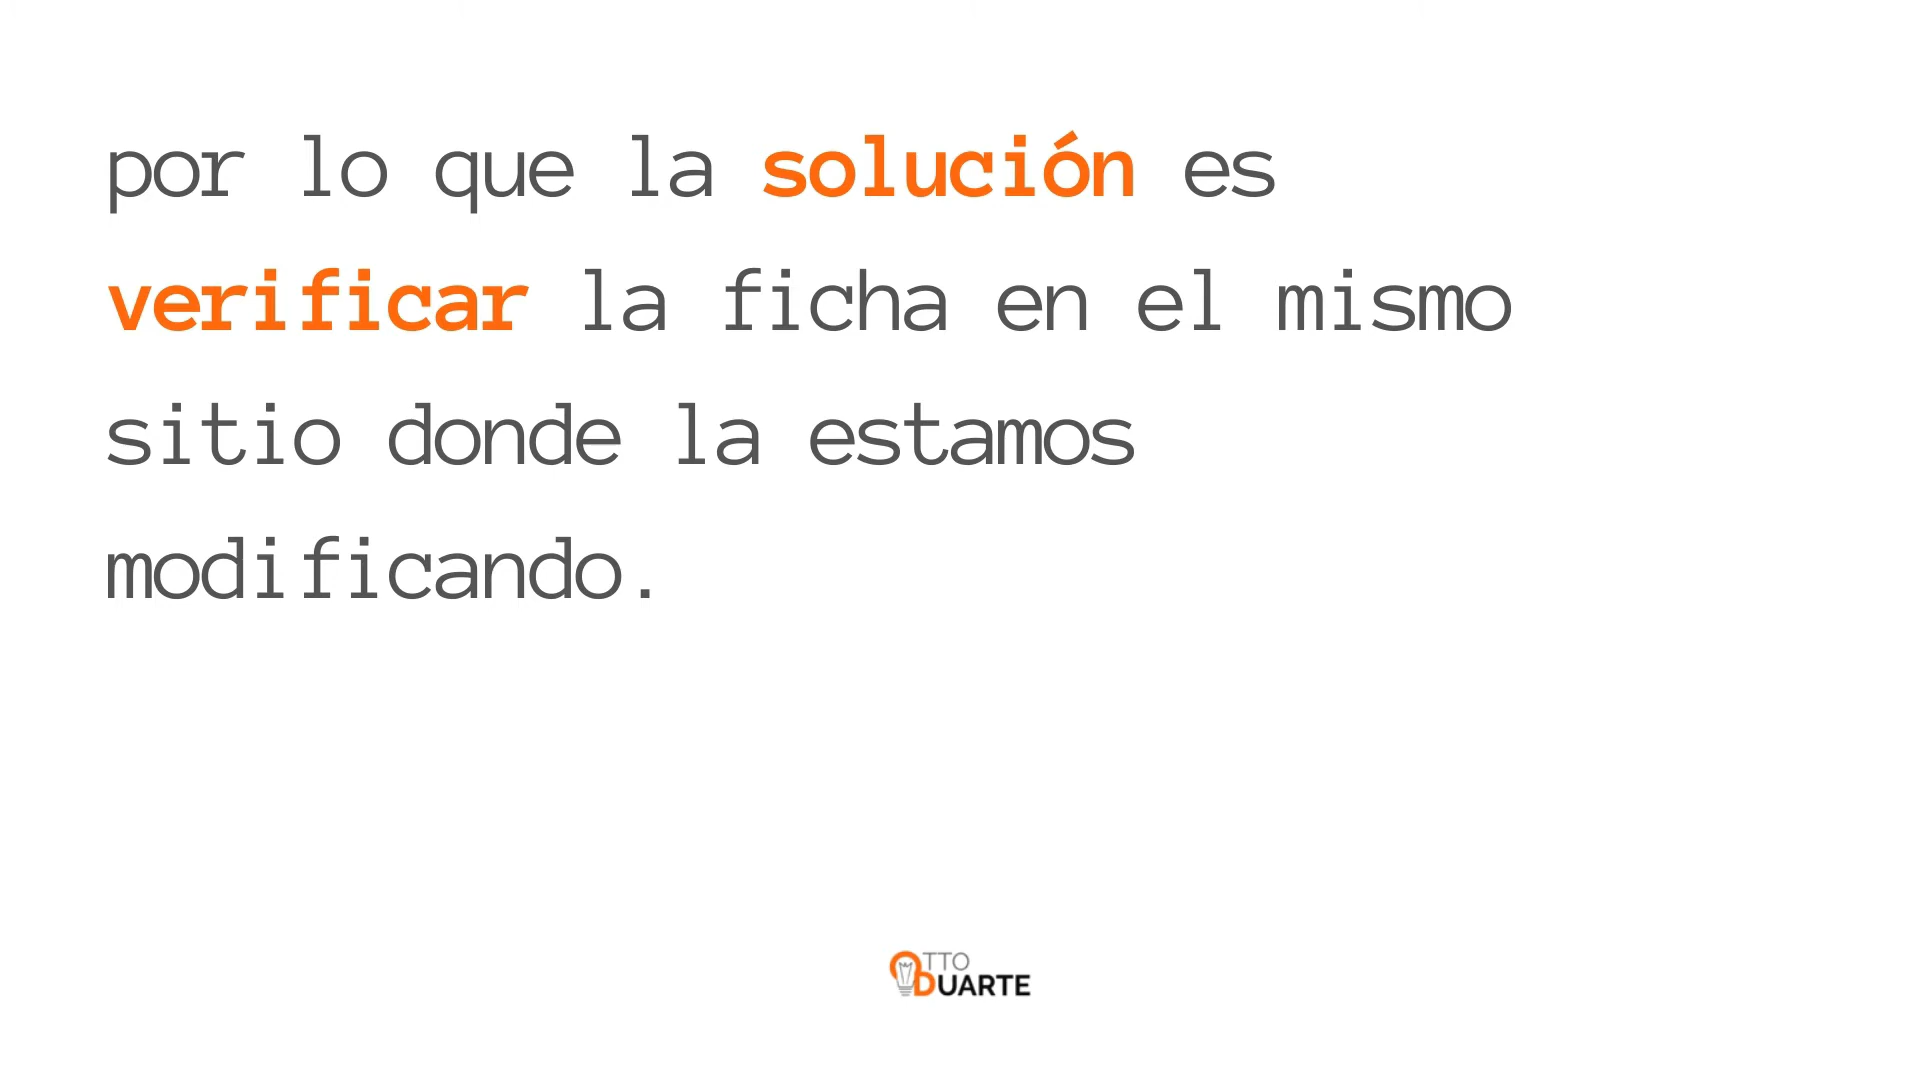 por lo que la solución es
verificar la ficha en el mismo
sitio donde la estamos
modificando.
OTTO
DUARTE